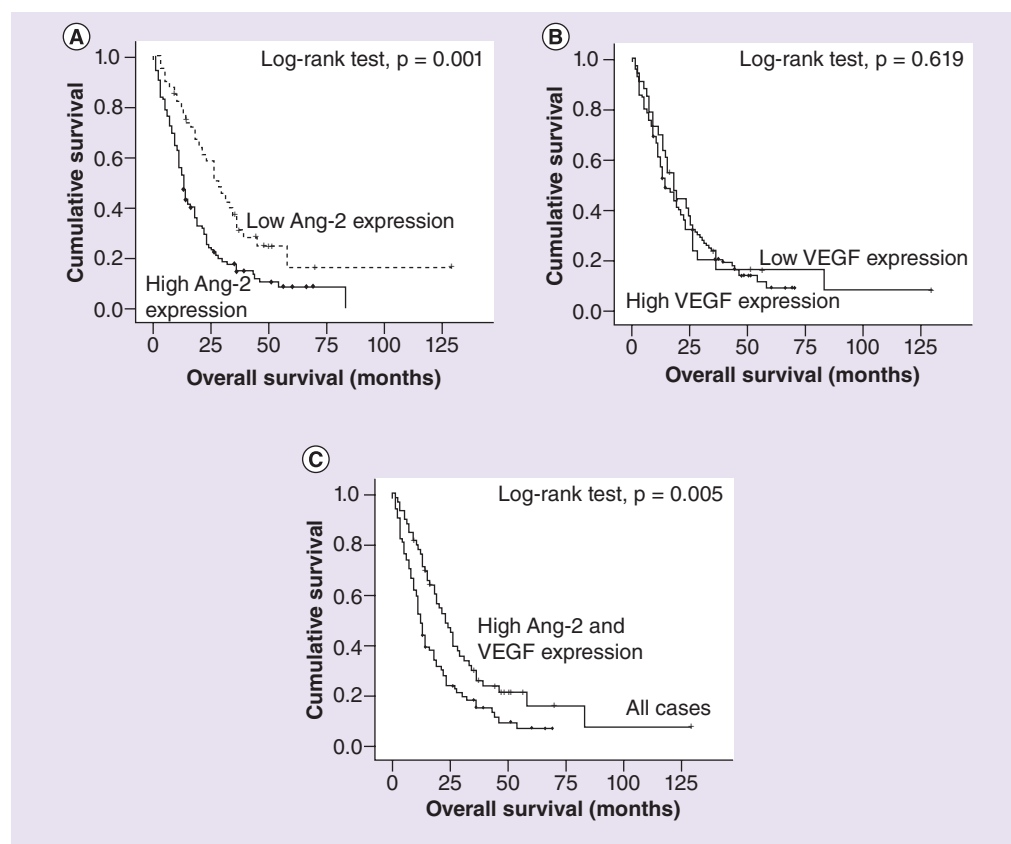 A
Log-rank test, p = 0.001
Cumulative survival
1.0
0.8
0.6
0.4
0.2
0.0
Low Ang-2 expression
High Ang-2
expression
0 25 50 75 100 125
Overall survival (months)
B
Log-rank test, p = 0.619
Cumulative survival
1.0
0.8
0.6
0.4
0.2
0.0
Low VEGF expression
High VEGF expression
0 25 50 75 100 125
Overall survival (months)
C
Log-rank test, p = 0.005
Cumulative survival
1.0
0.8
0.6
0.4
0.2
0.0
High Ang-2 and
VEGF expression
All cases
0 25 50 75 100 125
Overall survival (months)